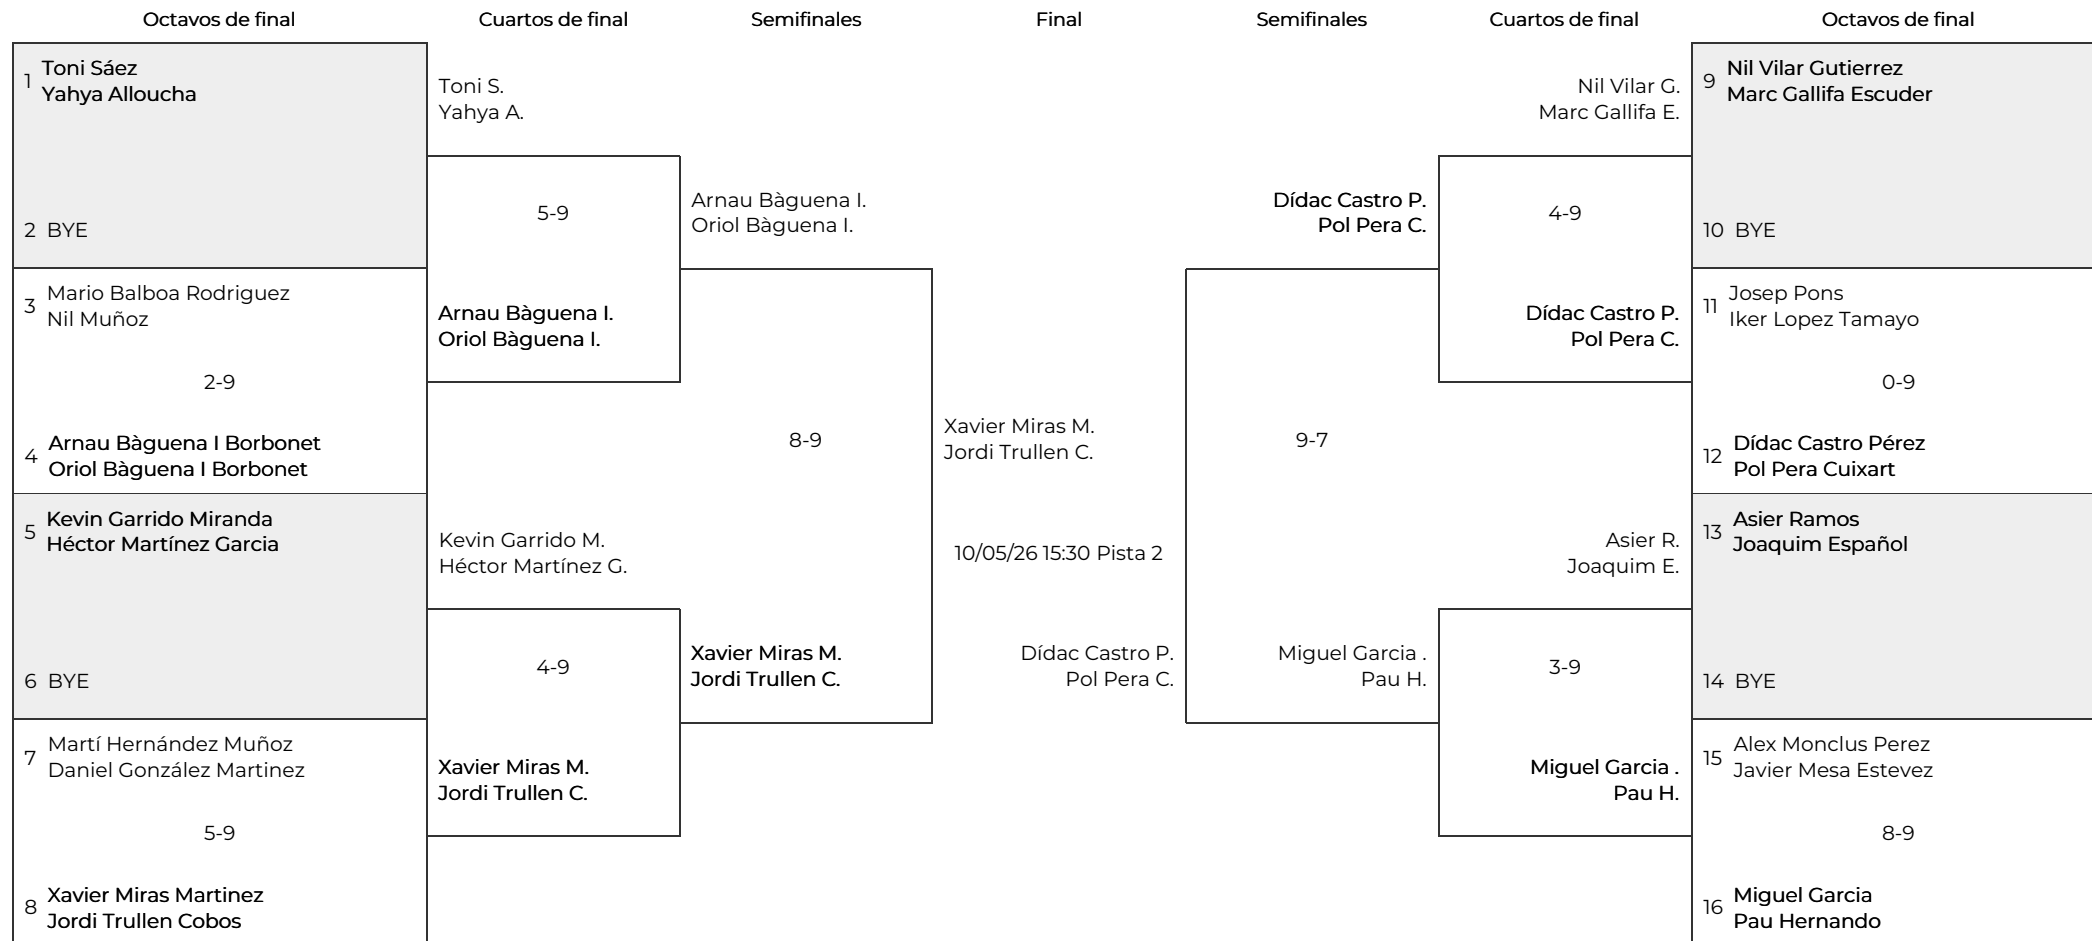 Octavos de final
Cuartos de final
Semifinales
Final
Semifinales
Cuartos de final
Octavos de final
1 Toni Sáez
Yahya Alloucha
2 BYE
3 Mario Balboa Rodriguez
Nil Muñoz
2-9
4 Arnau Bàguena I Borbonet
Oriol Bàguena I Borbonet
5 Kevin Garrido Miranda
Héctor Martínez Garcia
6 BYE
7 Martí Hernández Muñoz
Daniel González Martinez
5-9
8 Xavier Miras Martinez
Jordi Trullen Cobos
Toni S.
Yahya A.
5-9
Arnau Bàguena I.
Oriol Bàguena I.
Kevin Garrido M.
Héctor Martínez G.
4-9
Xavier Miras M.
Jordi Trullen C.
Arnau Bàguena I.
Oriol Bàguena I.
8-9
Xavier Miras M.
Jordi Trullen C.
Xavier Miras M.
Jordi Trullen C.
10/05/26 15:30 Pista 2
Dídac Castro P.
Pol Pera C.
Dídac Castro P.
Pol Pera C.
9-7
Miguel Garcia .
Pau H.
Nil Vilar G.
Marc Gallifa E.
4-9
Dídac Castro P.
Pol Pera C.
Asier R.
Joaquim E.
3-9
Miguel Garcia .
Pau H.
9 Nil Vilar Gutierrez
Marc Gallifa Escuder
10 BYE
11 Josep Pons
Iker Lopez Tamayo
0-9
12 Dídac Castro Pérez
Pol Pera Cuixart
13 Asier Ramos
Joaquim Español
14 BYE
15 Alex Monclus Perez
Javier Mesa Estevez
8-9
16 Miguel Garcia
Pau Hernando